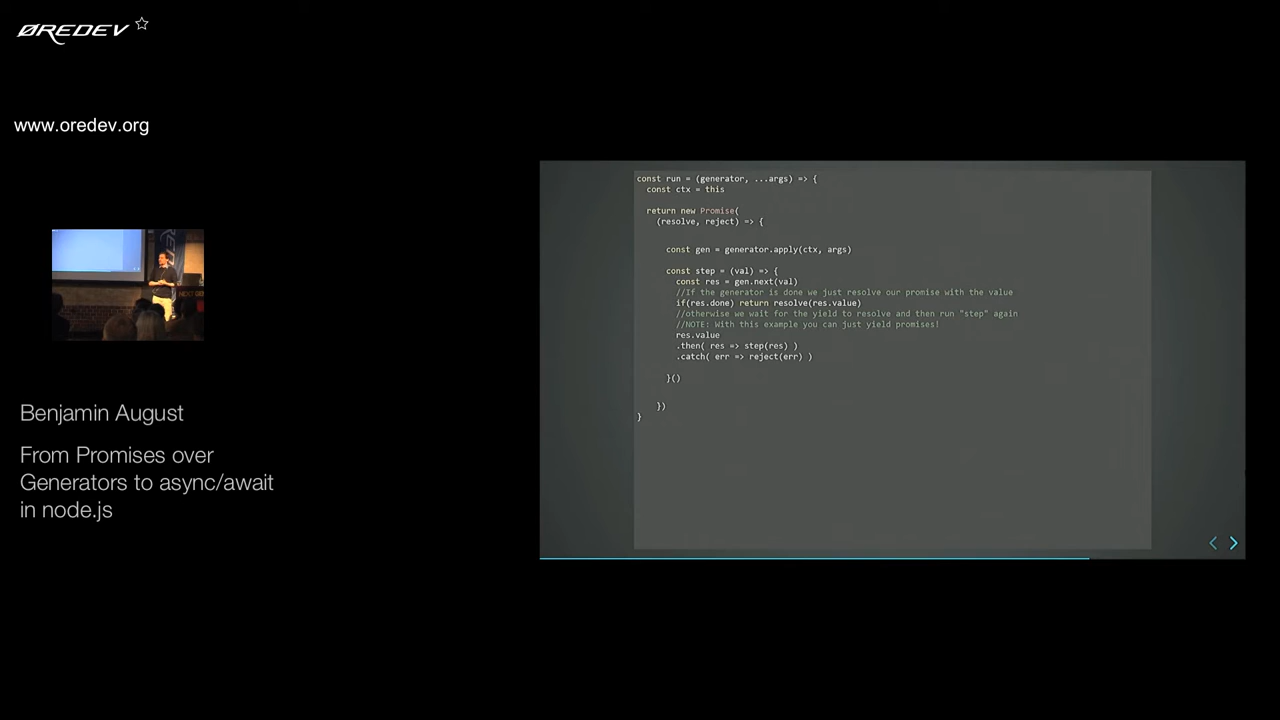 ØREDEV
www.oredev.org
Benjamin August
From Promises over
Generators to async/await
in node.js
const run = (generator, ...args) => {
const ctx = this
return new Promise(
(resolve, reject) => {
const gen = generator.apply(ctx, args)
const step = (val) => {
const res = gen.next(val)
//If the generator is done we just resolve our promise with the value
if(res.done) return resolve(res.value)
//otherwise we wait for the yield to resolve and then run "step" again
//NOTE: With this example you can just yield promises!
res.value
.then( res => step(res) )
.catch( err => reject(err) )
}()
})
}